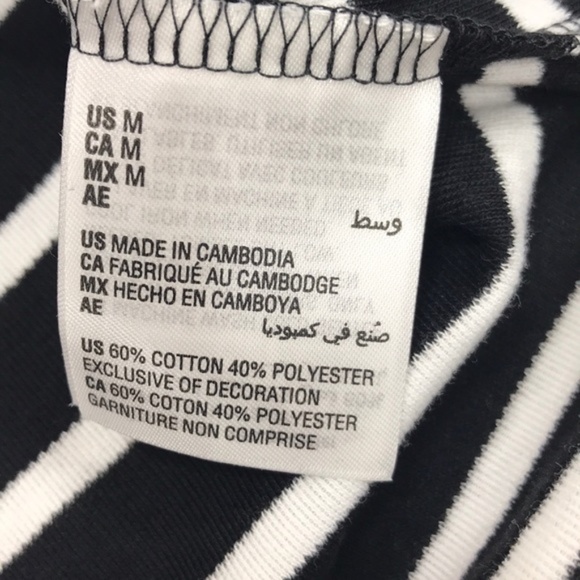 US M
CA M
MX M
AE وسط
US MADE IN CAMBODIA
CA FABRIQUÉ AU CAMBODGE
MX HECHO EN CAMBOYA
AE صُنع في كمبوديا
US 60% COTTON 40% POLYESTER
EXCLUSIVE OF DECORATION
CA 60% COTON 40% POLYESTER
GARNITURE NON COMPRISE